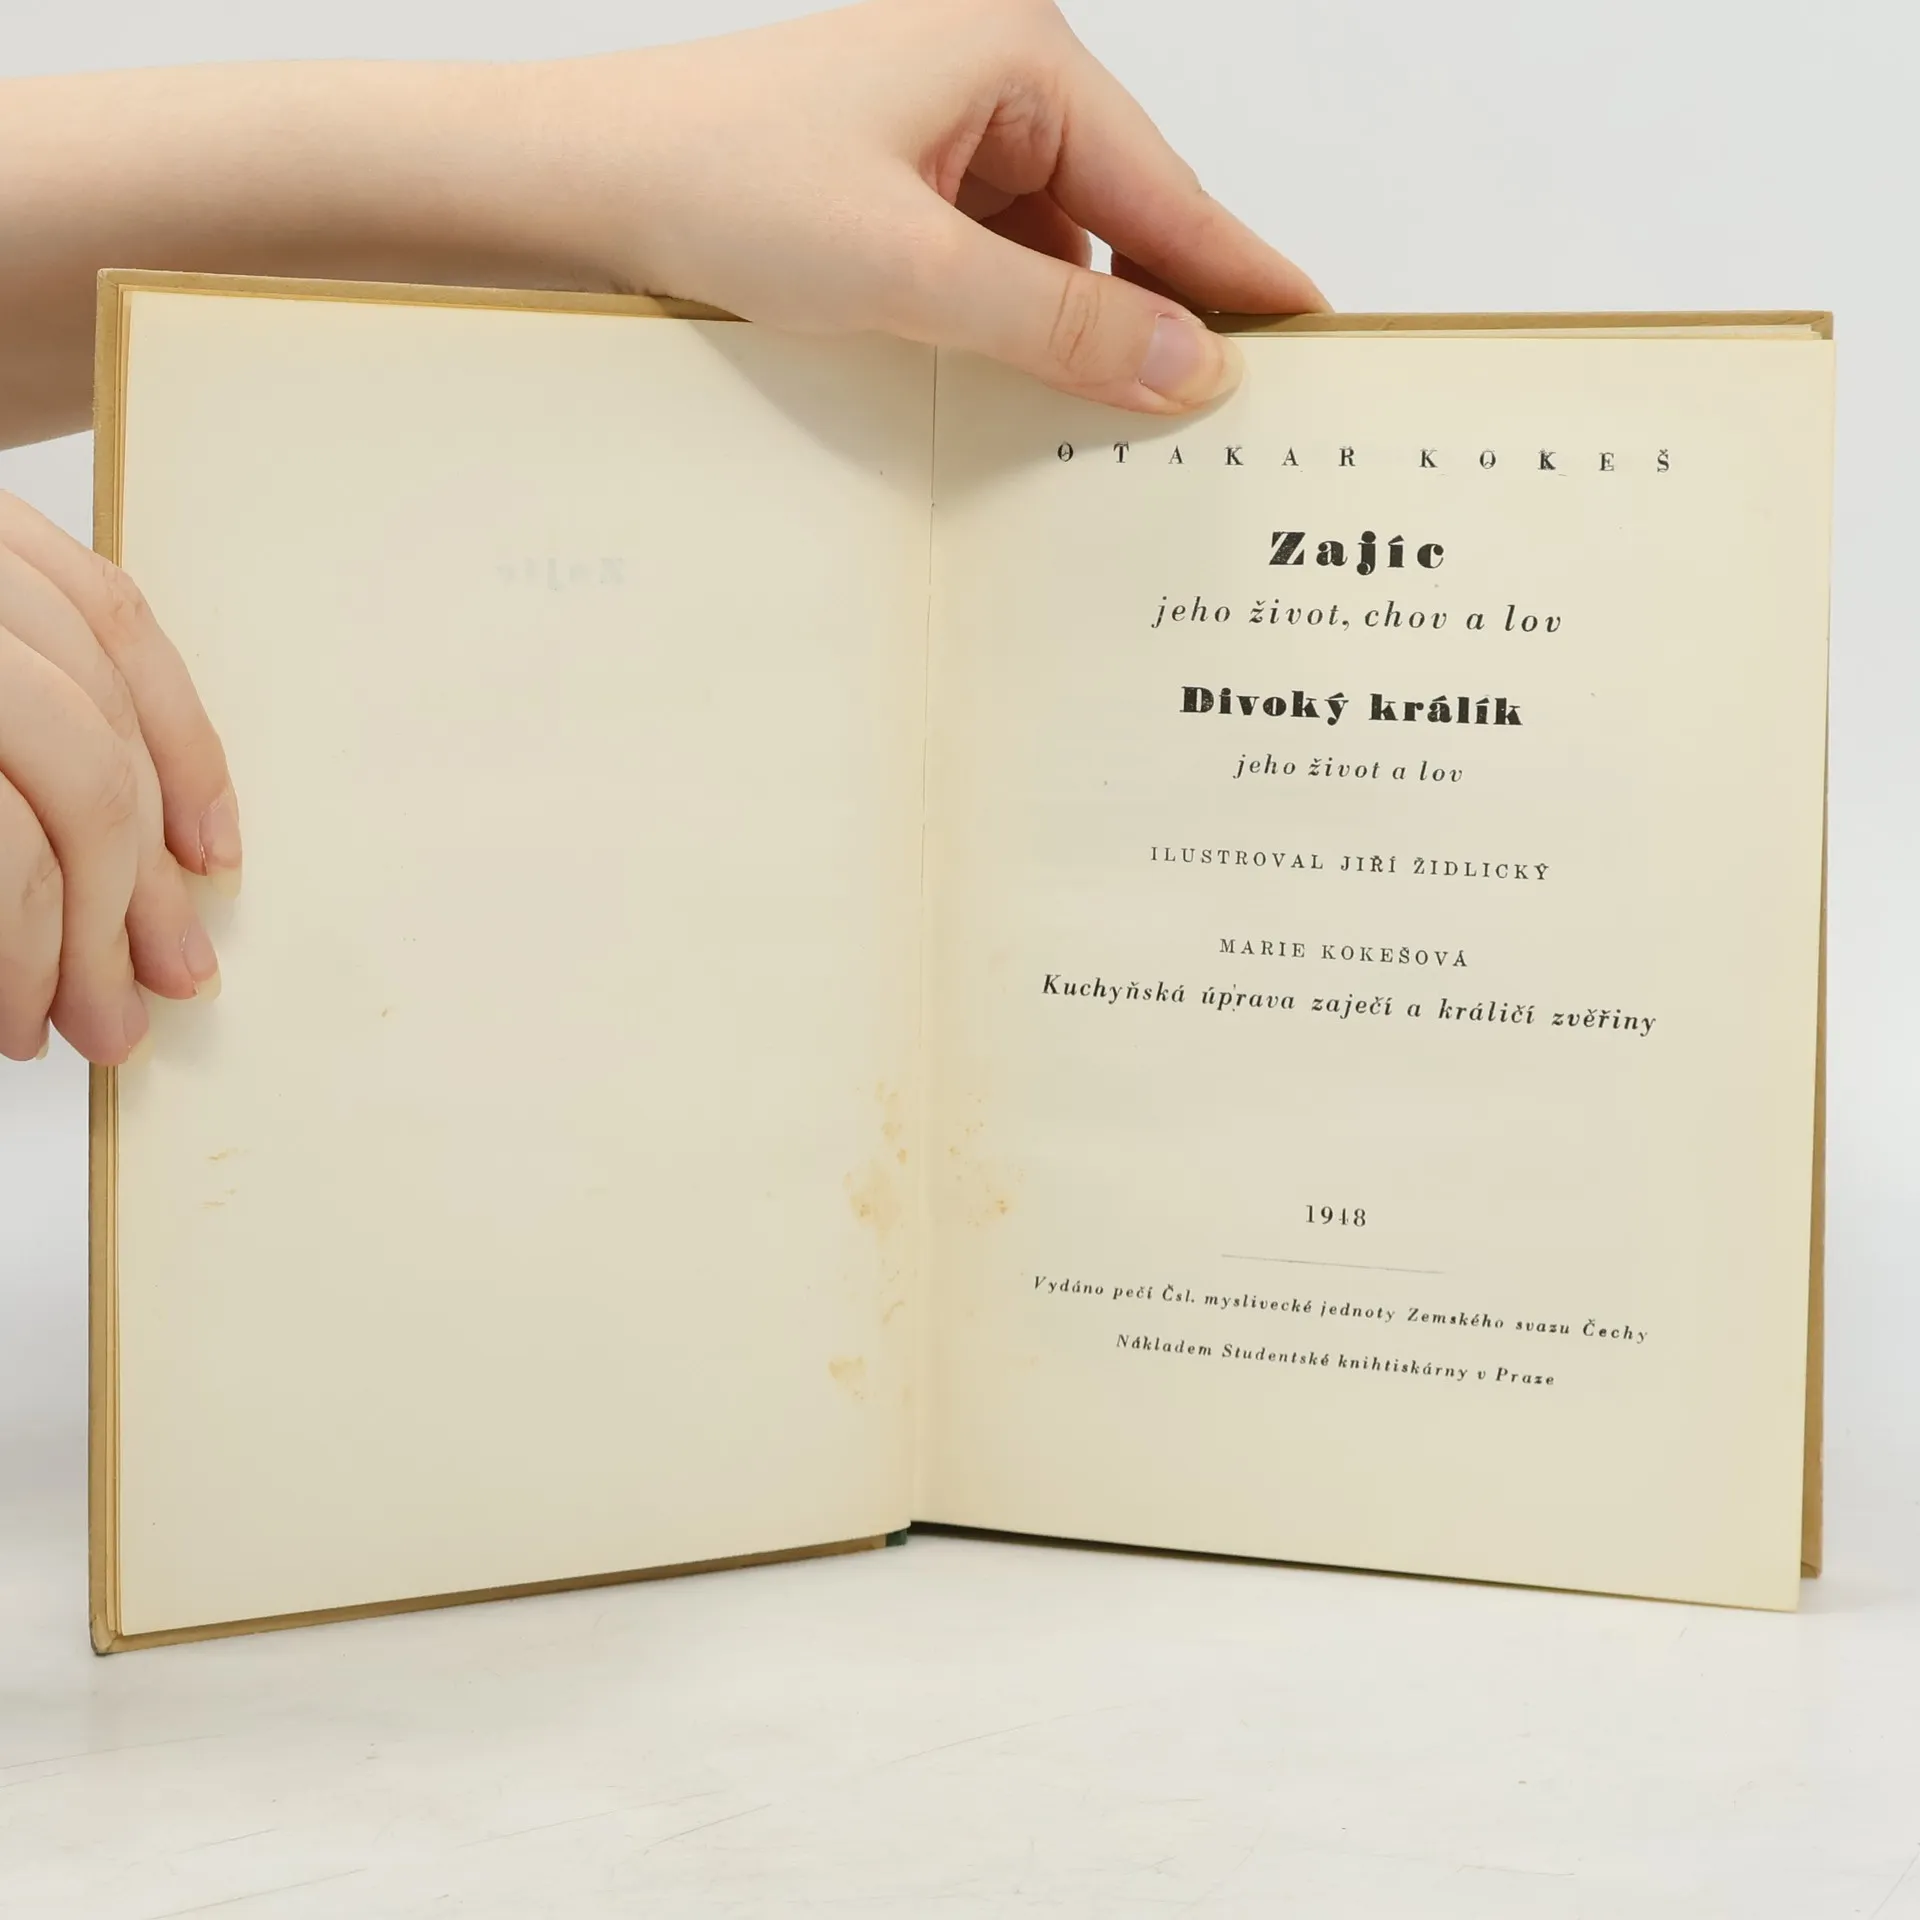 OTAKAR KOKEŠ
Zajíc
jeho život, chov a lov
Divoký králík
jeho život a lov
ILUSTROVAL JIŘÍ ŽIDLICKÝ
MARIE KOKEŠOVÁ
Kuchyňská úprava zaječí a králičí zvěřiny
1948
Vydáno pečí Čsl. myslivecké jednoty Zemského svazu Čechy
Nákladem Studentské knihtiskárny v Praze